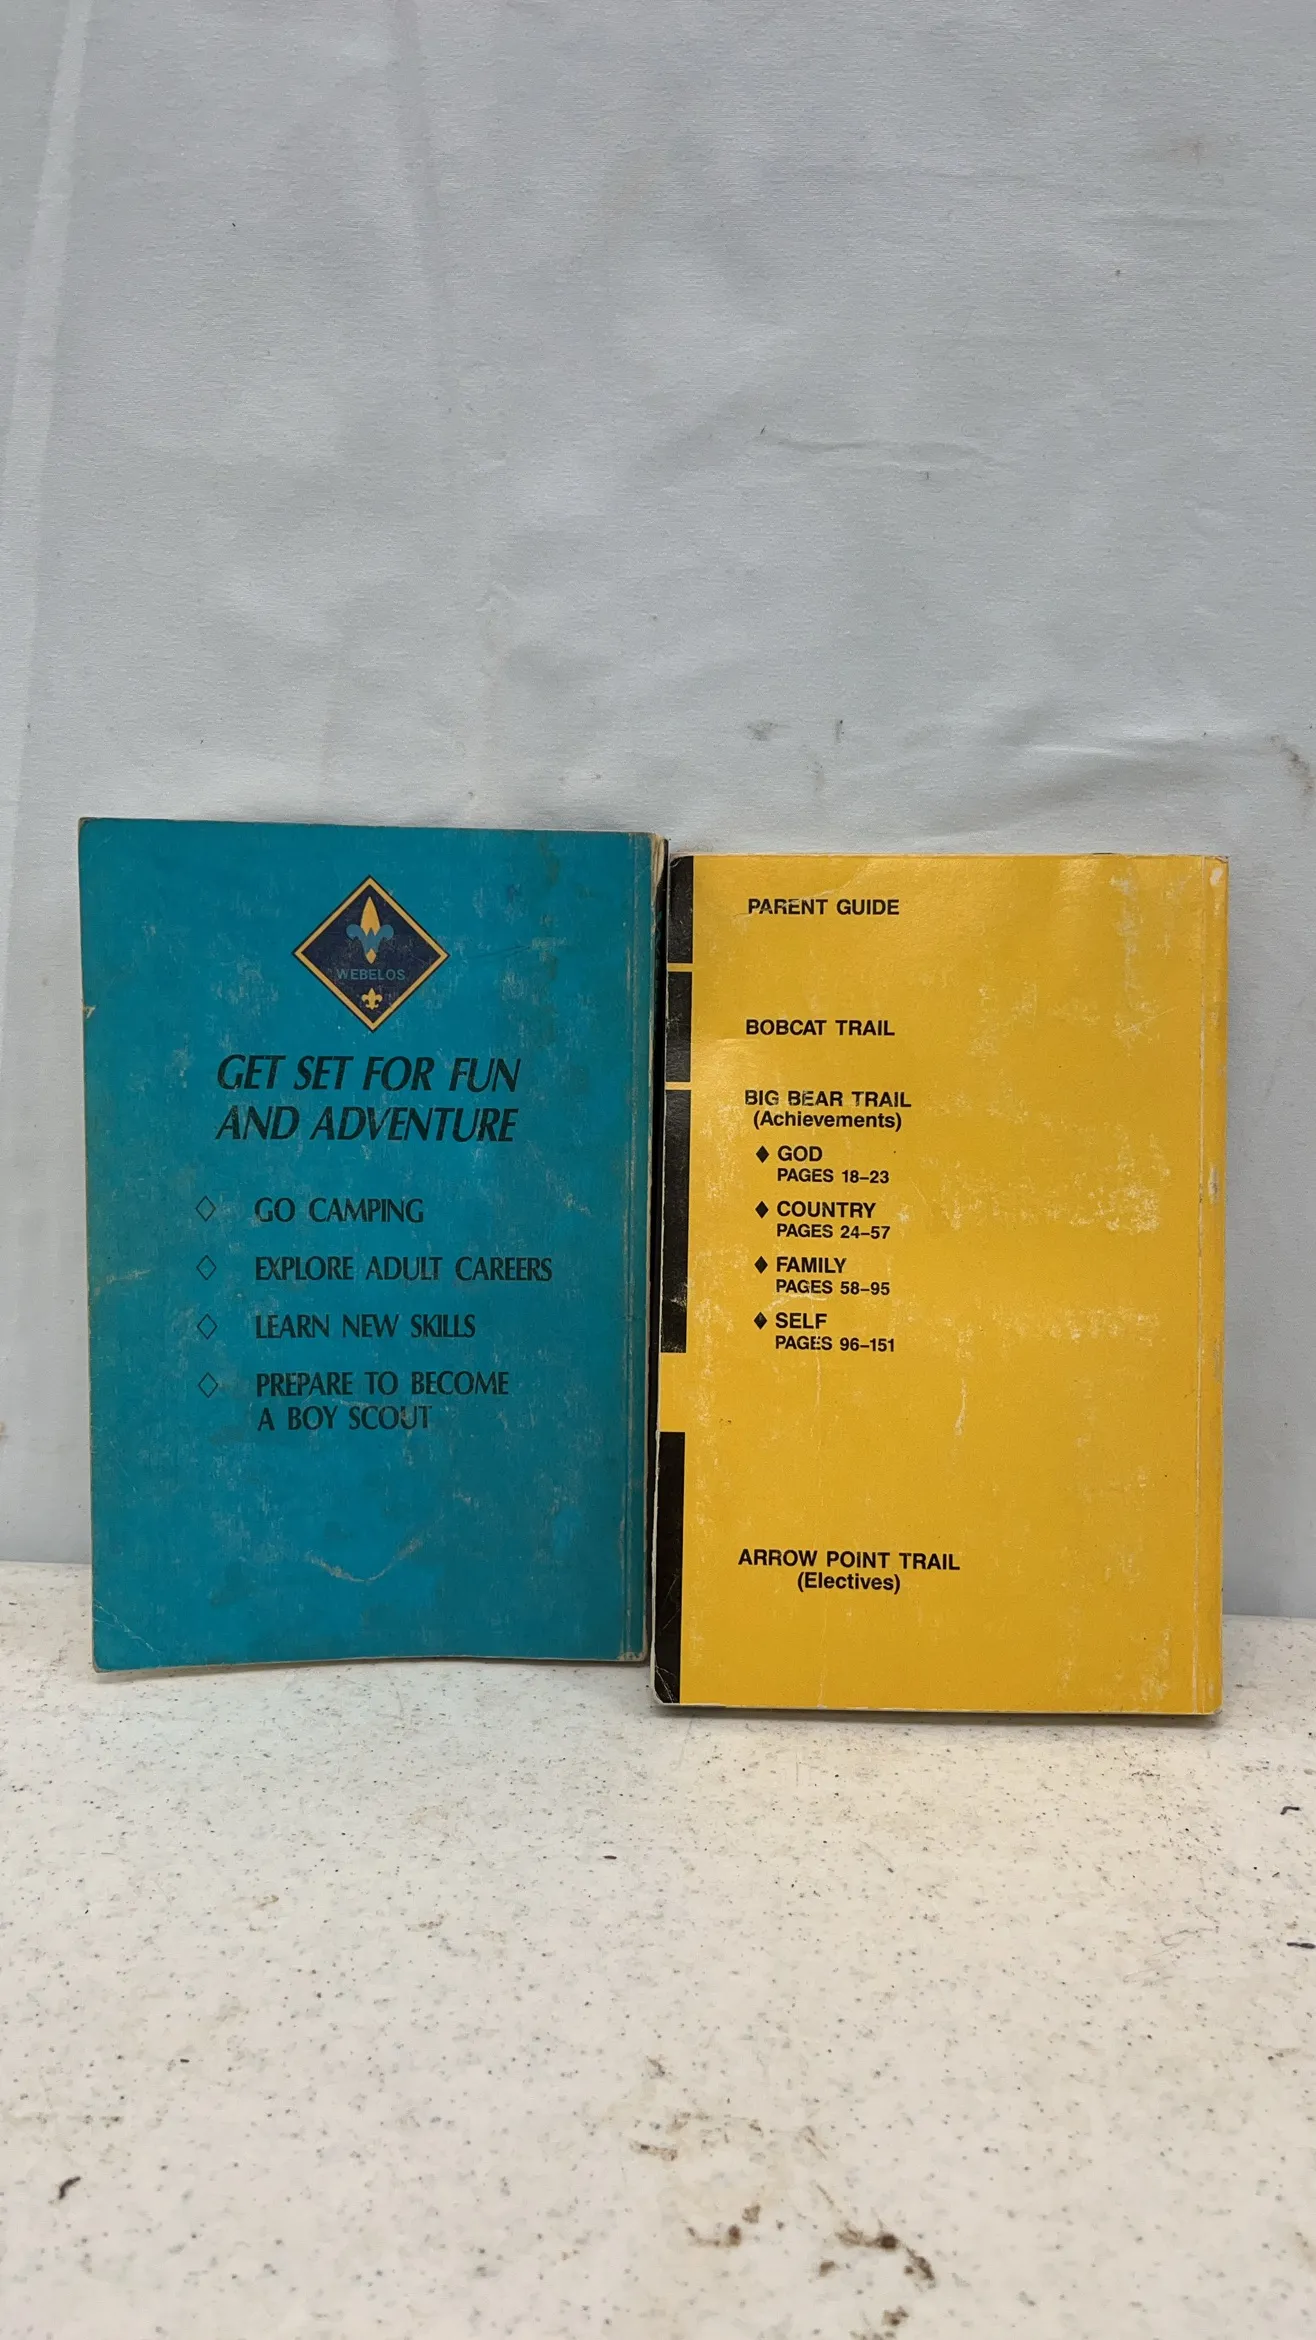 WEBELOS
GET SET FOR FUN
AND ADVENTURE
GO CAMPING
EXPLORE ADULT CAREERS
LEARN NEW SKILLS
PREPARE TO BECOME
A BOY SCOUT
PARENT GUIDE
BOBCAT TRAIL
BIG BEAR TRAIL
(Achievements)
GOD
PAGES 18–23
COUNTRY
PAGES 24–57
FAMILY
PAGES 58–95
SELF
PAGES 96–151
ARROW POINT TRAIL
(Electives)